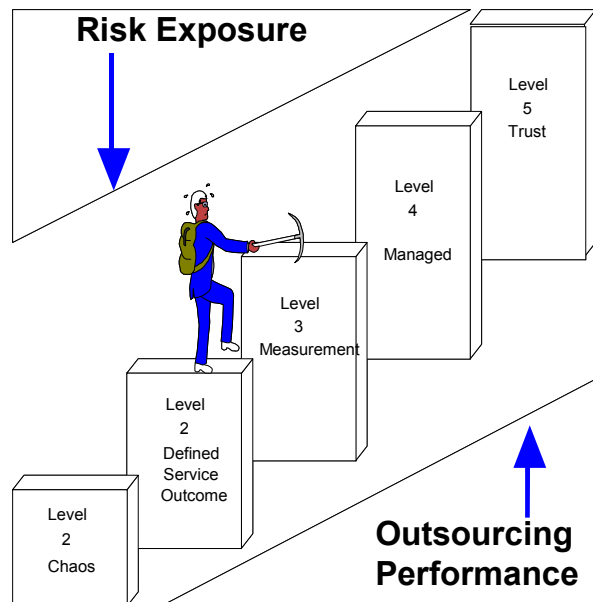 Risk Exposure
Level
5
Trust
Level
4
Managed
Level
3
Measurement
Level
2
Defined
Service
Outcome
Level
2
Chaos
Outsourcing
Performance